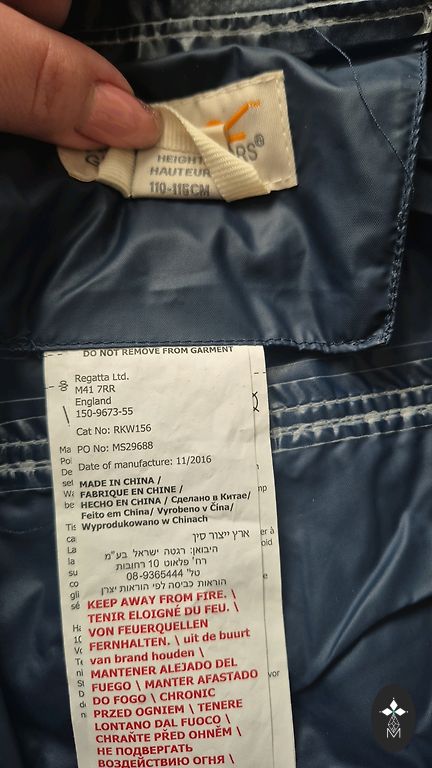 HEIGHT
HAUTEUR
110-116CM
DO NOT REMOVE FROM GARMENT
Regatta Ltd.
M41 7RR
England
150-9673-55
Cat No: RKW156
PO No: MS29688
Date of manufacture: 11/2016
MADE IN CHINA /
FABRIQUE EN CHINE /
HECHO EN CHINA / Сделано в Китае/
Feito em China/ Vyrobeno v Čína/
Wyprodukowano w Chinach
ארץ ייצור סין
היבואן: רגטה ישראל בע"מ
רח' פלאוט 10 רחובות
טל' 08-9365444
הוראות כביסה לפי הוראות יצרן
KEEP AWAY FROM FIRE. \
TENIR ELOIGNÉ DU FEU. \
VON FEUERQUELLEN
FERNHALTEN. \ uit de buurt
van brand houden \
MANTENER ALEJADO DEL
FUEGO \ MANTER AFASTADO
DO FOGO \ CHRONIC
PRZED OGNIEM \ TENERE
LONTANO DAL FUOCO \
CHRAŇTE PŘED OHNĚM \
НЕ ПОДВЕРГАТЬ
ВОЗДЕЙСТВИЮ ОГНЯ \